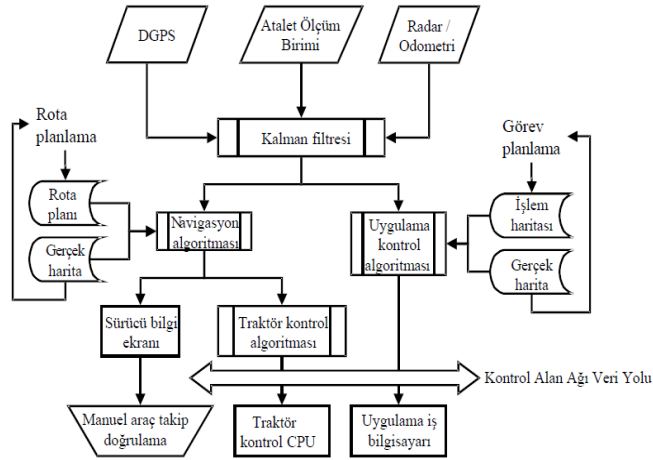 DGPS
Atalet Ölçüm
Birimi
Radar /
Odometri
Rota
planlama
Kalman filtresi
Görev
planlama
Rota
planı
Navigasyon
algoritması
Uygulama
kontrol
algoritması
İşlem
haritası
Gerçek
harita
Gerçek
harita
Sürücü bilgi
ekranı
Traktör kontrol
algoritması
Kontrol Alan Ağı Veri Yolu
Manuel araç takip
doğrulama
Traktör
kontrol CPU
Uygulama iş
bilgisayarı